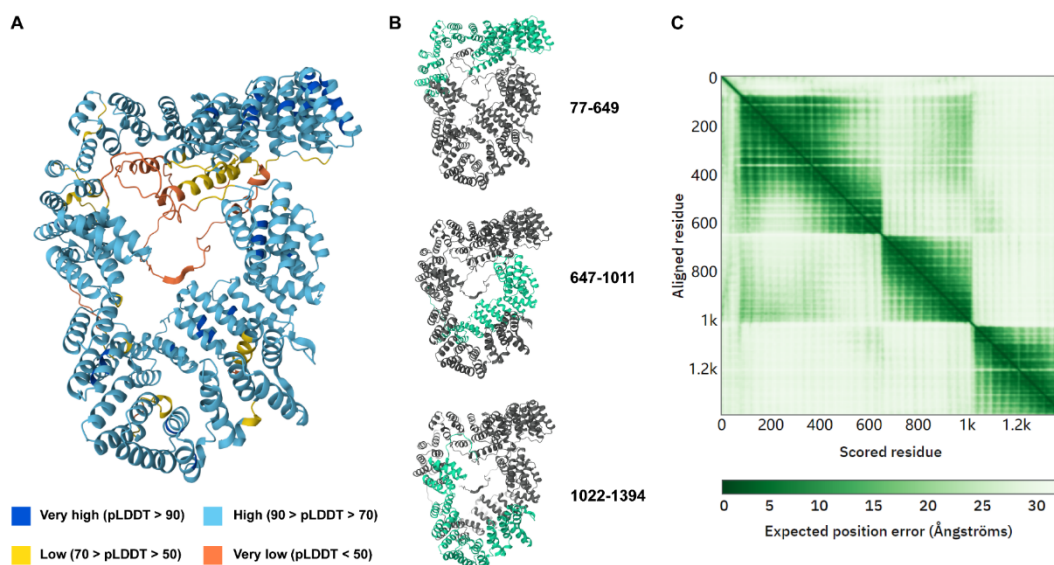 A
B
C
77-649
647-1011
1022-1394
Very high (pLDDT > 90)
High (90 > pLDDT > 70)
Low (70 > pLDDT > 50)
Very low (pLDDT < 50)
Aligned residue
0
200
400
600
800
1k
1.2k
0 200 400 600 800 1k 1.2k
Scored residue
0 5 10 15 20 25 30
Expected position error (Ångströms)